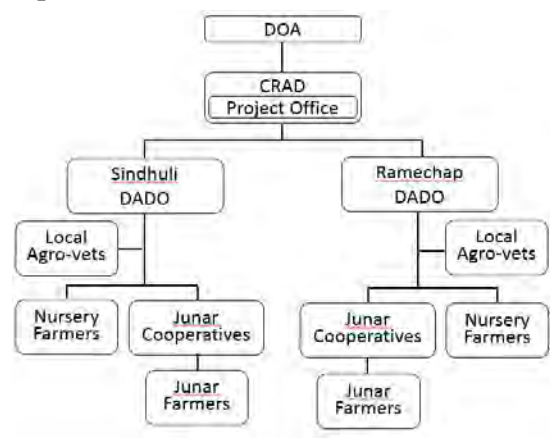 DOA
CRAD
Project Office
Sindhuli
DADO
Ramechap
DADO
Local
Agro-vets
Local
Agro-vets
Nursery
Farmers
Junar
Cooperatives
Junar
Cooperatives
Nursery
Farmers
Junar
Farmers
Junar
Farmers